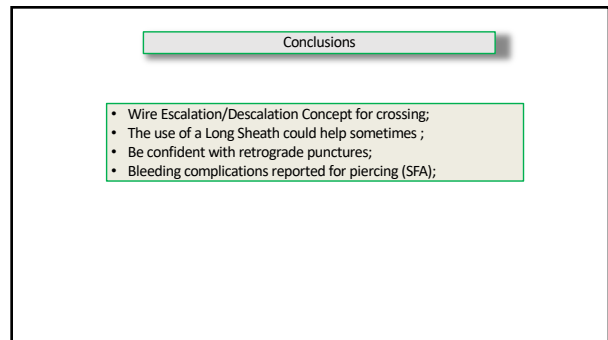 Conclusions
• Wire Escalation/Descalation Concept for crossing;
• The use of a Long Sheath could help sometimes ;
• Be confident with retrograde punctures;
• Bleeding complications reported for piercing (SFA);